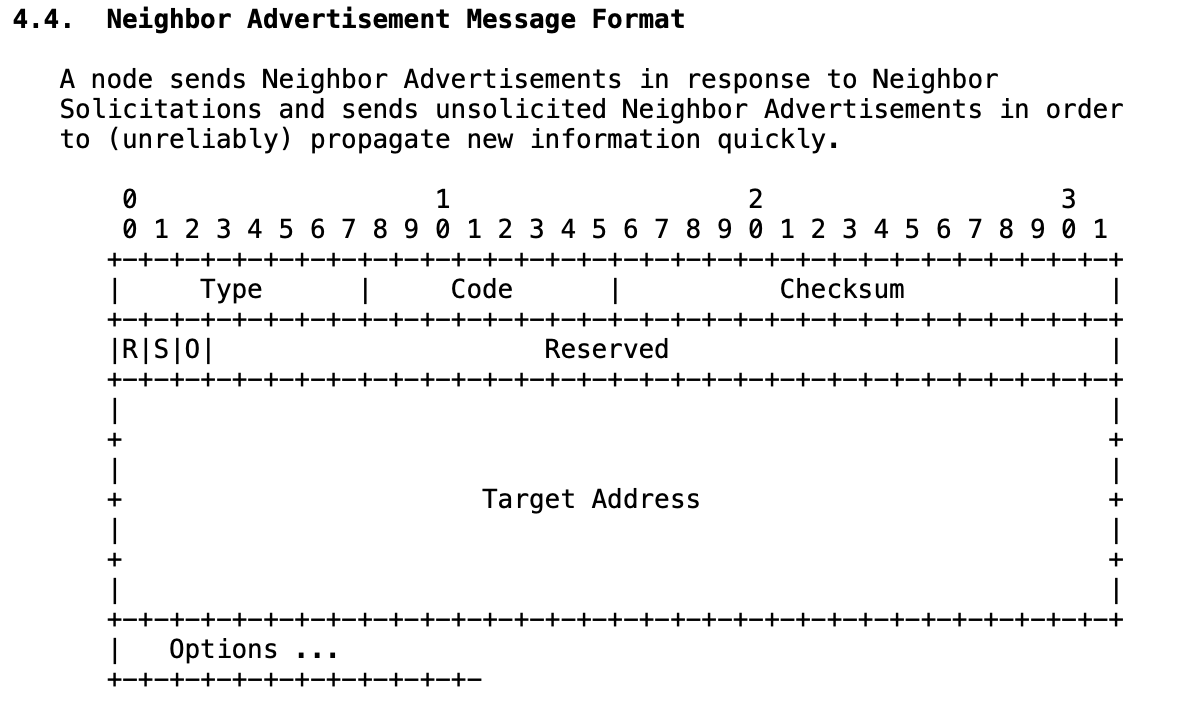 4.4.  Neighbor Advertisement Message Format
A node sends Neighbor Advertisements in response to Neighbor
Solicitations and sends unsolicited Neighbor Advertisements in order
to (unreliably) propagate new information quickly.
 0                   1                   2                   3
 0 1 2 3 4 5 6 7 8 9 0 1 2 3 4 5 6 7 8 9 0 1 2 3 4 5 6 7 8 9 0 1
+-+-+-+-+-+-+-+-+-+-+-+-+-+-+-+-+-+-+-+-+-+-+-+-+-+-+-+-+-+-+-+-+
|     Type      |     Code      |          Checksum             |
+-+-+-+-+-+-+-+-+-+-+-+-+-+-+-+-+-+-+-+-+-+-+-+-+-+-+-+-+-+-+-+-+
|R|S|O|                     Reserved                            |
+-+-+-+-+-+-+-+-+-+-+-+-+-+-+-+-+-+-+-+-+-+-+-+-+-+-+-+-+-+-+-+-+
|                                                               |
+                                                               +
|                                                               |
+                       Target Address                          +
|                                                               |
+                                                               +
|                                                               |
+-+-+-+-+-+-+-+-+-+-+-+-+-+-+-+-+-+-+-+-+-+-+-+-+-+-+-+-+-+-+-+-+
|   Options ...
+-+-+-+-+-+-+-+-+-+-+-+-